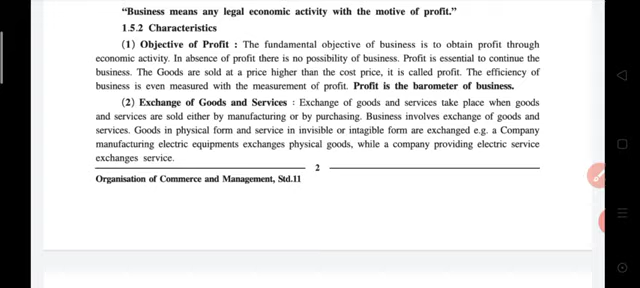 “Business means any legal economic activity with the motive of profit.”
1.5.2 Characteristics
(1) Objective of Profit : The fundamental objective of business is to obtain profit through
economic activity. In absence of profit there is no possibility of business. Profit is essential to continue the
business. The Goods are sold at a price higher than the cost price, it is called profit. The efficiency of
business is even measured with the measurement of profit. Profit is the barometer of business.
(2) Exchange of Goods and Services : Exchange of goods and services take place when goods
and services are sold either by manufacturing or by purchasing. Business involves exchange of goods and
services. Goods in physical form and service in invisible or intagible form are exchanged e.g. a Company
manufacturing electric equipments exchanges physical goods, while a company providing electric service
exchanges service.
2
Organisation of Commerce and Management, Std.11